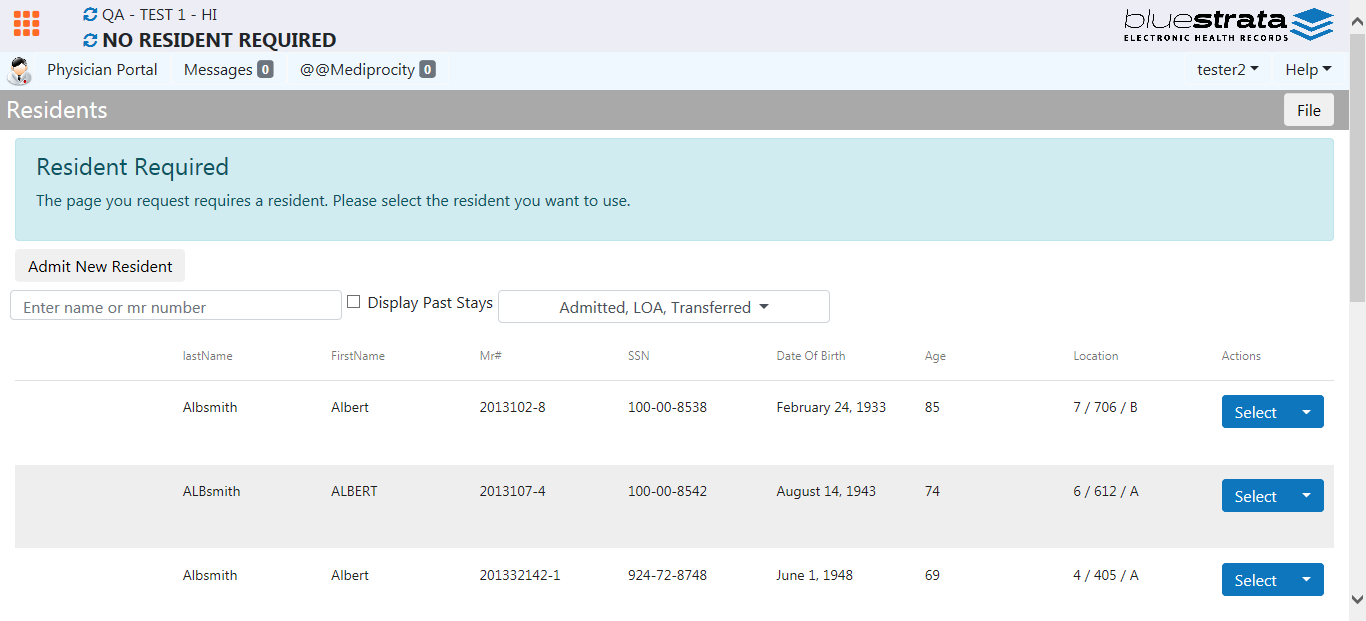 QA - TEST 1 - HI
NO RESIDENT REQUIRED
bluestrata
ELECTRONIC HEALTH RECORDS
Physician Portal Messages 0 @@Mediprocity 0 tester2 Help
Residents File
Resident Required
The page you request requires a resident. Please select the resident you want to use.
Admit New Resident
Enter name or mr number Display Past Stays Admitted, LOA, Transferred
lastName FirstName Mr# SSN Date Of Birth Age Location Actions
Albsmith Albert 2013102-8 100-00-8538 February 24, 1933 85 7 / 706 / B Select
ALBsmith ALBERT 2013107-4 100-00-8542 August 14, 1943 74 6 / 612 / A Select
Albsmith Albert 201332142-1 924-72-8748 June 1, 1948 69 4 / 405 / A Select